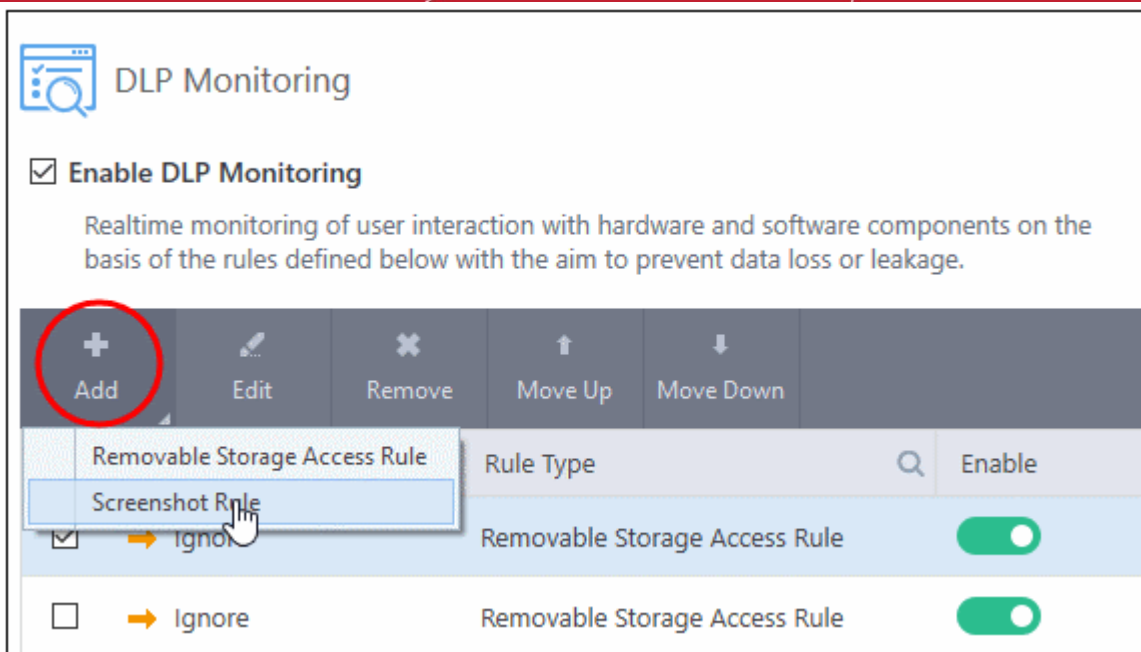 DLP Monitoring
Enable DLP Monitoring
Realtime monitoring of user interaction with hardware and software components on the
basis of the rules defined below with the aim to prevent data loss or leakage.
Add Edit Remove Move Up Move Down
Removable Storage Access Rule
Rule Type Enable
Screenshot Rule
Ignore Removable Storage Access Rule
Ignore Removable Storage Access Rule